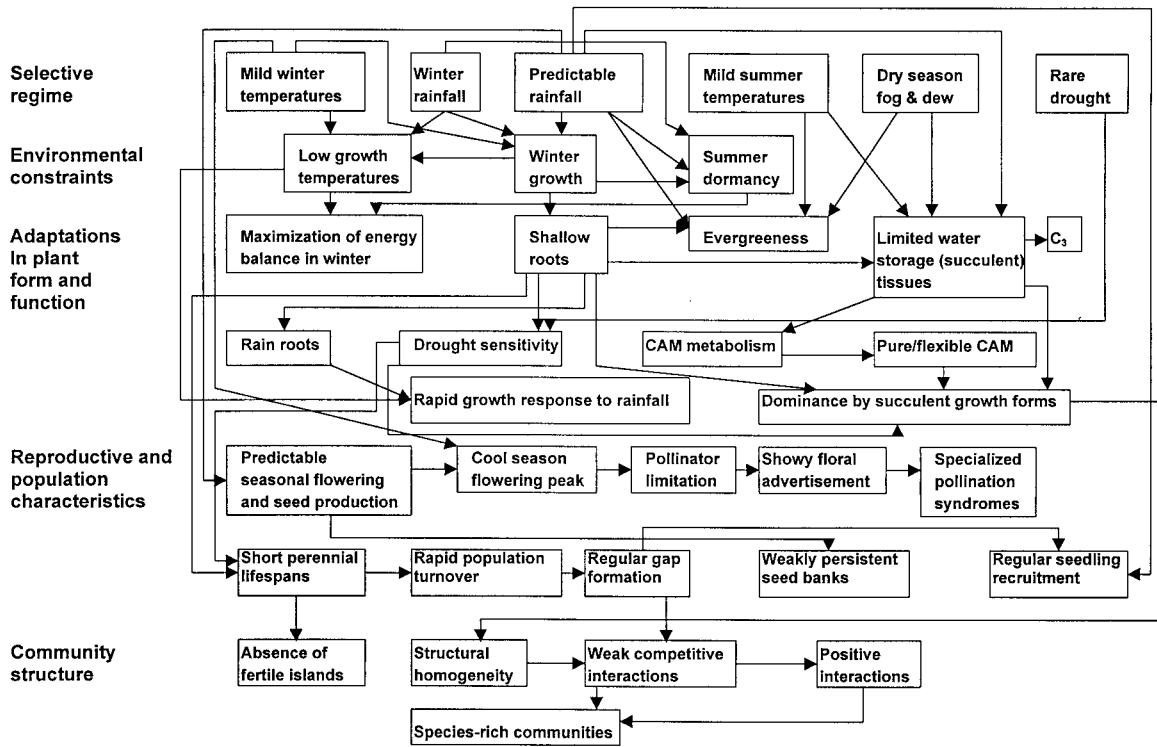 Selective
regime
Mild winter
temperatures
Winter
rainfall
Predictable
rainfall
Mild summer
temperatures
Dry season
fog & dew
Rare
drought
Environmental
constraints
Low growth
temperatures
Winter
growth
Summer
dormancy
Adaptations
In plant
form and
function
Maximization of energy
balance in winter
Shallow
roots
Evergreeness
Limited water
storage (succulent)
tissues
C3
Rain roots
Drought sensitivity
CAM metabolism
Pure/flexible CAM
Rapid growth response to rainfall
Dominance by succulent growth forms
Reproductive and
population
characteristics
Predictable
seasonal flowering
and seed production
Cool season
flowering peak
Pollinator
limitation
Showy floral
advertisement
Specialized
pollination
syndromes
Short perennial
lifespans
Rapid population
turnover
Regular gap
formation
Weakly persistent
seed banks
Regular seedling
recruitment
Community
structure
Absence of
fertile islands
Structural
homogeneity
Weak competitive
interactions
Positive
interactions
Species-rich communities